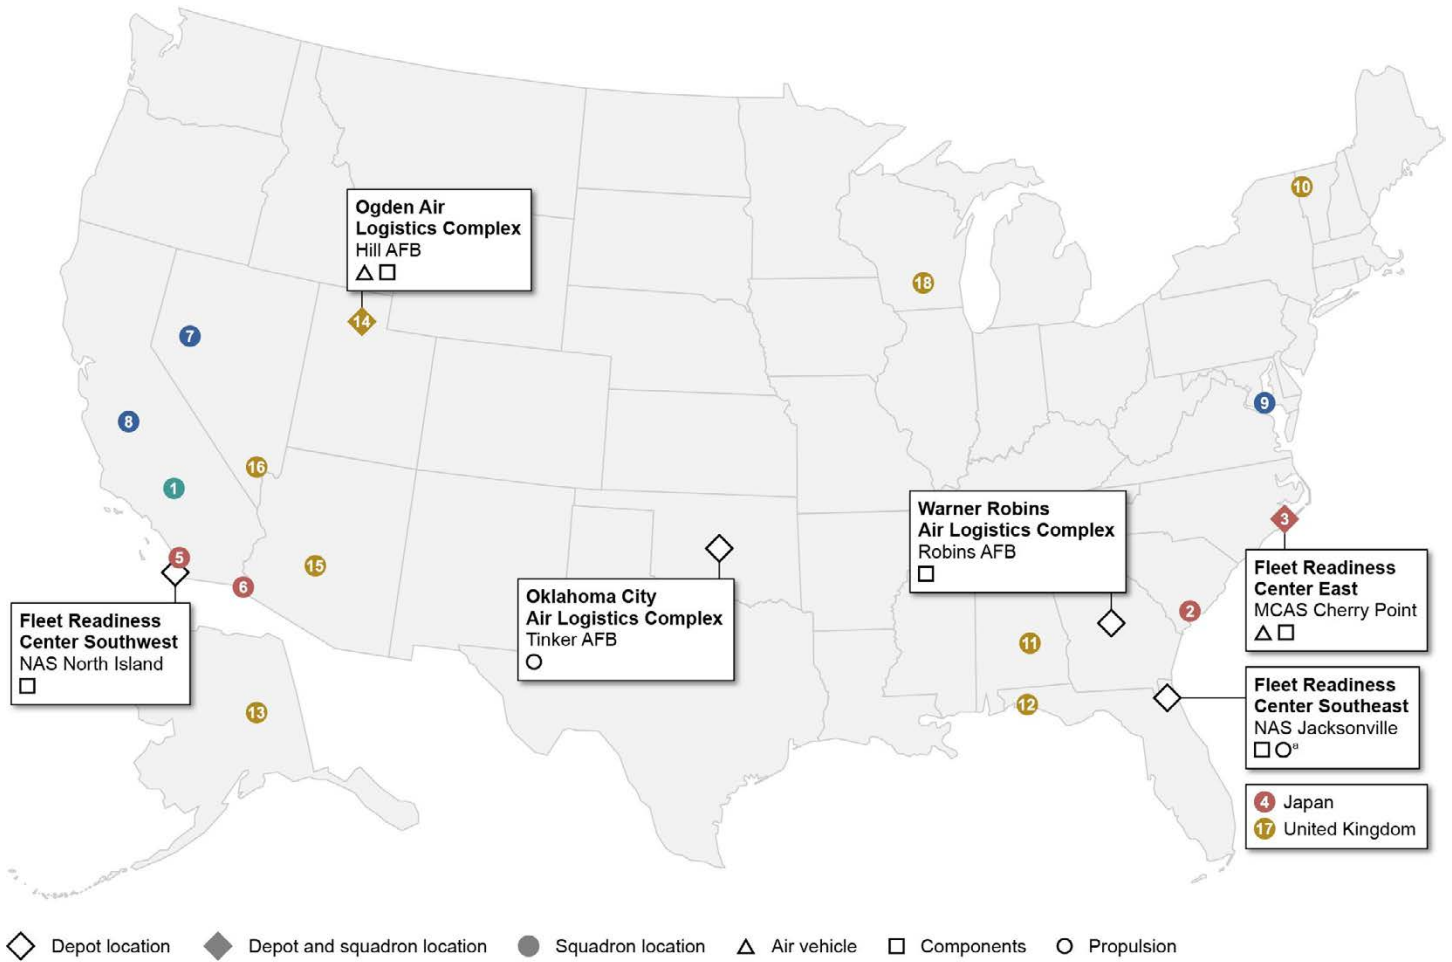 10
Ogden Air
Logistics Complex
Hill AFB
18
14
7
9
8
16
1
Warner Robins
Air Logistics Complex
Robins AFB
3
5
6
15
Fleet Readiness
Center East
MCAS Cherry Point
Oklahoma City
Air Logistics Complex
Tinker AFB
2
Fleet Readiness
Center Southwest
NAS North Island
11
13
12
Fleet Readiness
Center Southeast
NAS Jacksonville
a
4 Japan
17 United Kingdom
Depot location
Depot and squadron location
Squadron location
Air vehicle
Components
Propulsion